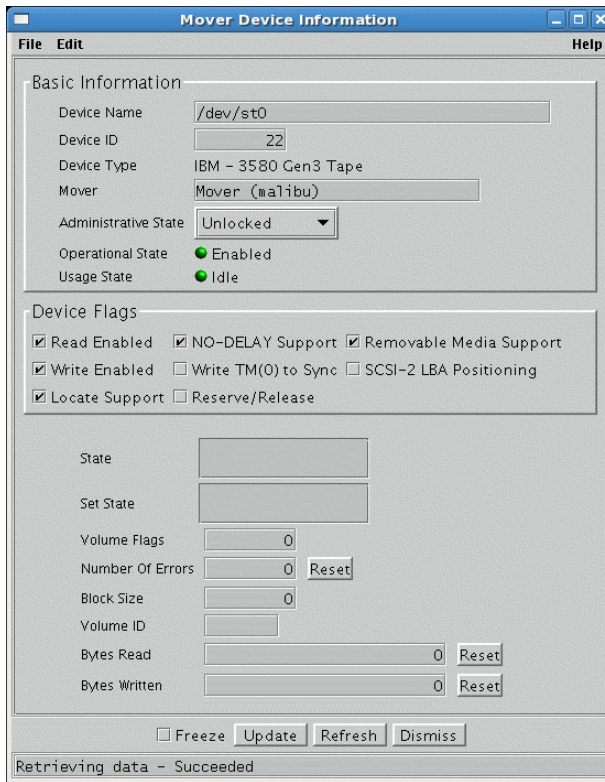 Mover Device Information
File Edit Help
Basic Information
Device Name /dev/st0
Device ID 22
Device Type IBM - 3580 Gen3 Tape
Mover Mover (malibu)
Administrative State Unlocked
Operational State Enabled
Usage State Idle
Device Flags
Read Enabled NO-DELAY Support Removable Media Support
Write Enabled Write TM(0) to Sync SCSI-2 LBA Positioning
Locate Support Reserve/Release
State
Set State
Volume Flags 0
Number Of Errors 0 Reset
Block Size 0
Volume ID
Bytes Read 0 Reset
Bytes Written 0 Reset
Freeze Update Refresh Dismiss
Retrieving data - Succeeded